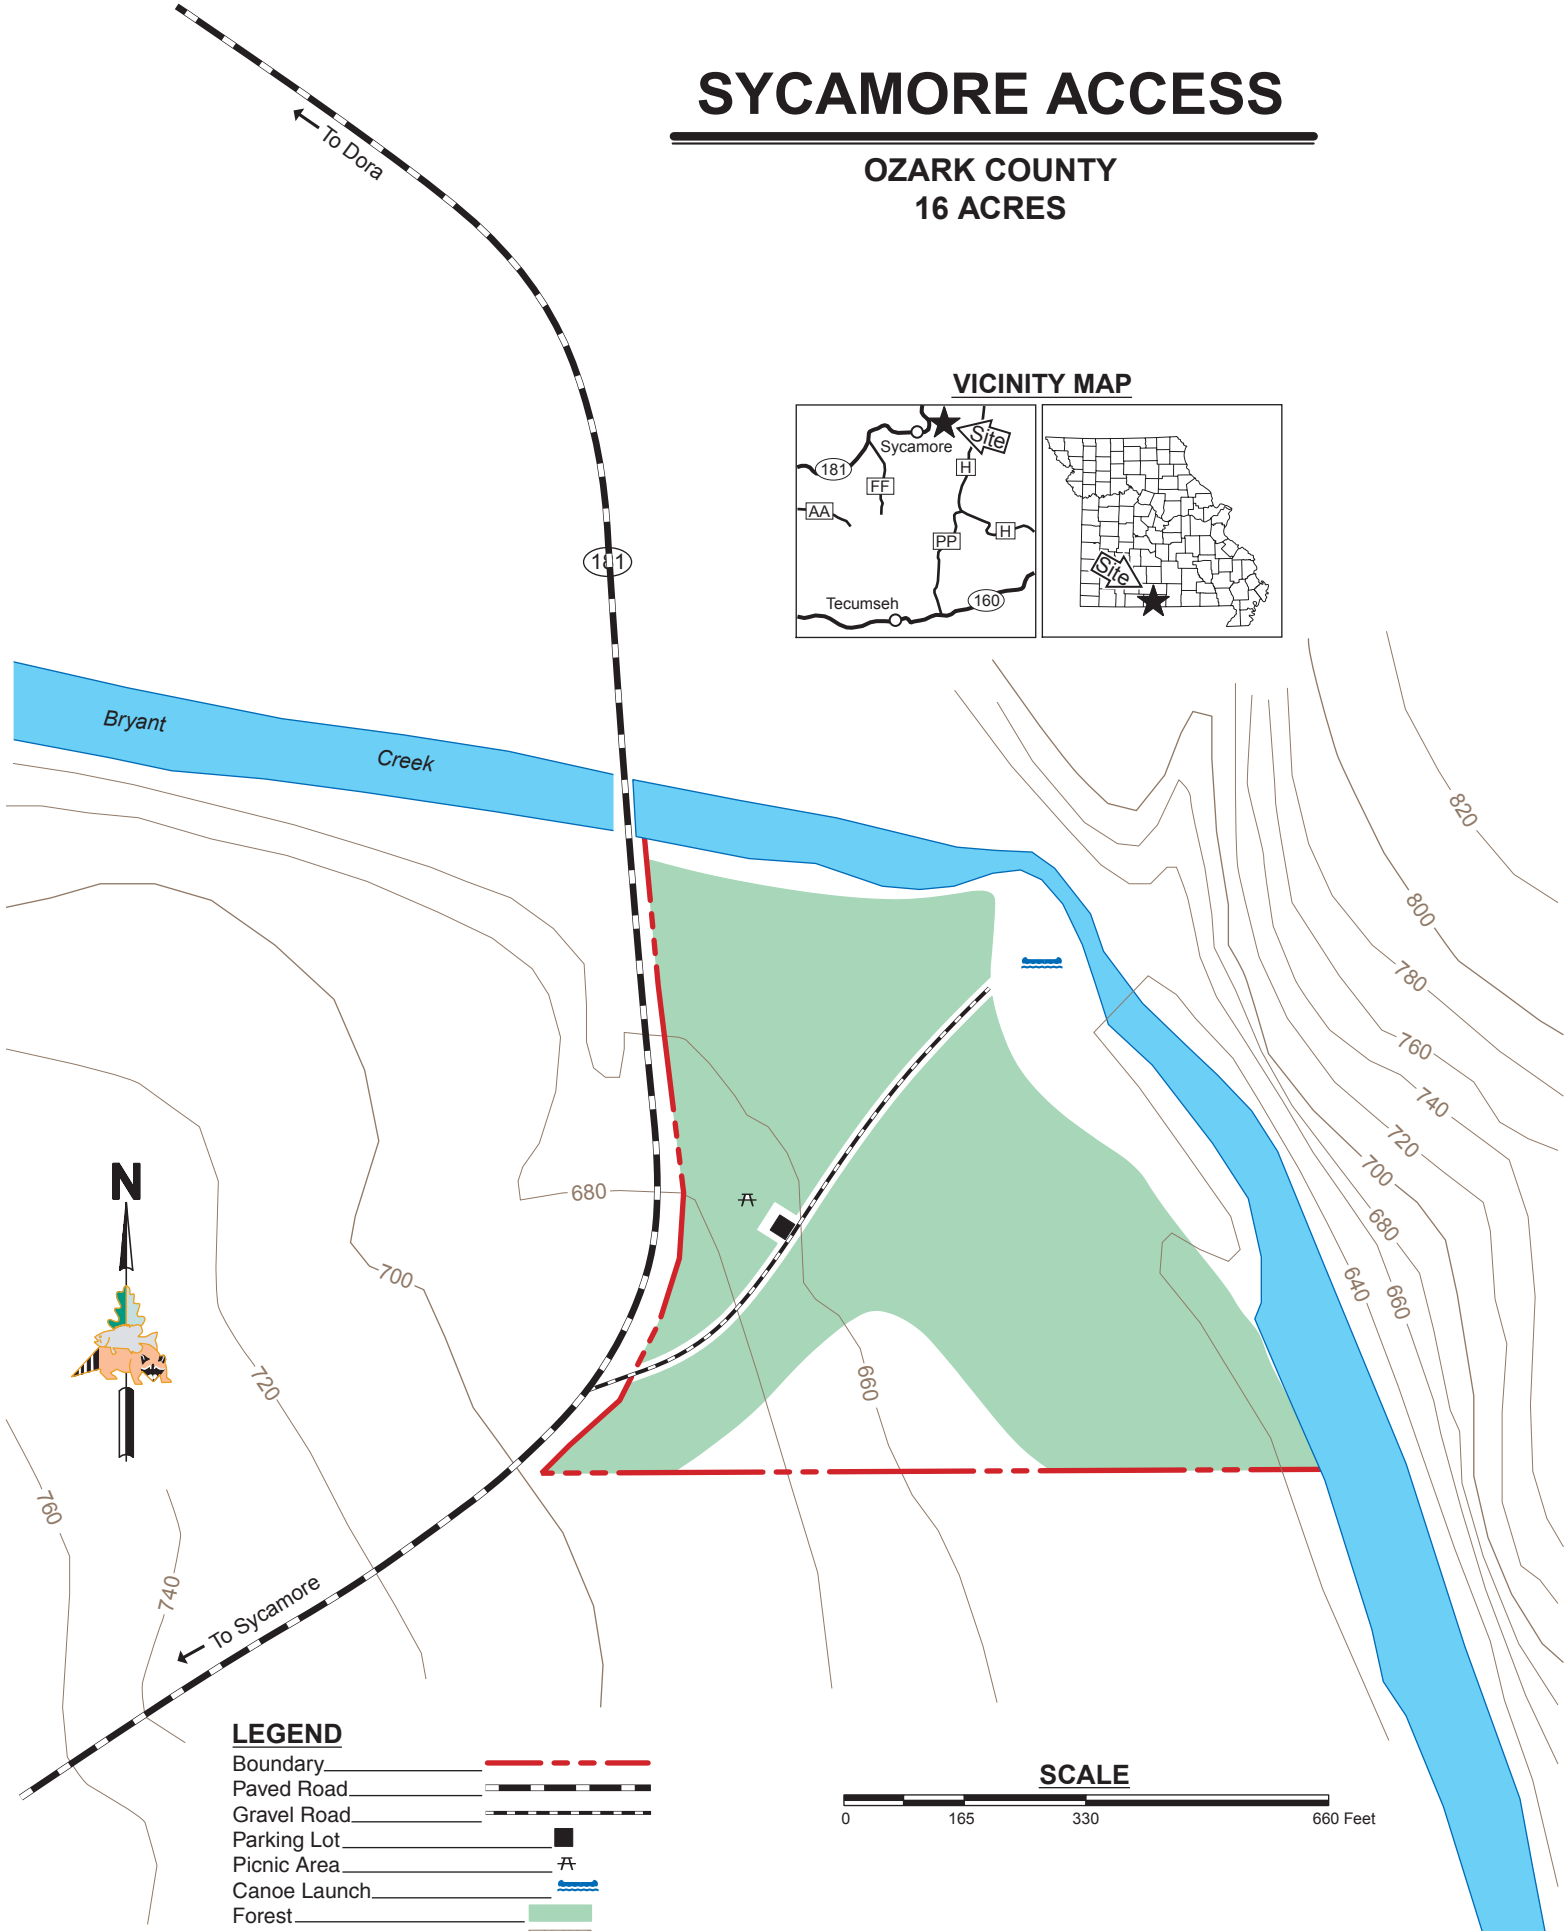 SYCAMORE ACCESS
OZARK COUNTY
16 ACRES
To Dora
VICINITY MAP
Sycamore
Site
181
H
FF
AA
PP
H
Tecumseh
160
Site
181
Bryant
Creek
820
800
780
760
740
720
700
680
660
640
N
680
700
720
660
760
740
To Sycamore
LEGEND
Boundary
Paved Road
Gravel Road
Parking Lot
Picnic Area
Canoe Launch
Forest
SCALE
0 165 330 660 Feet